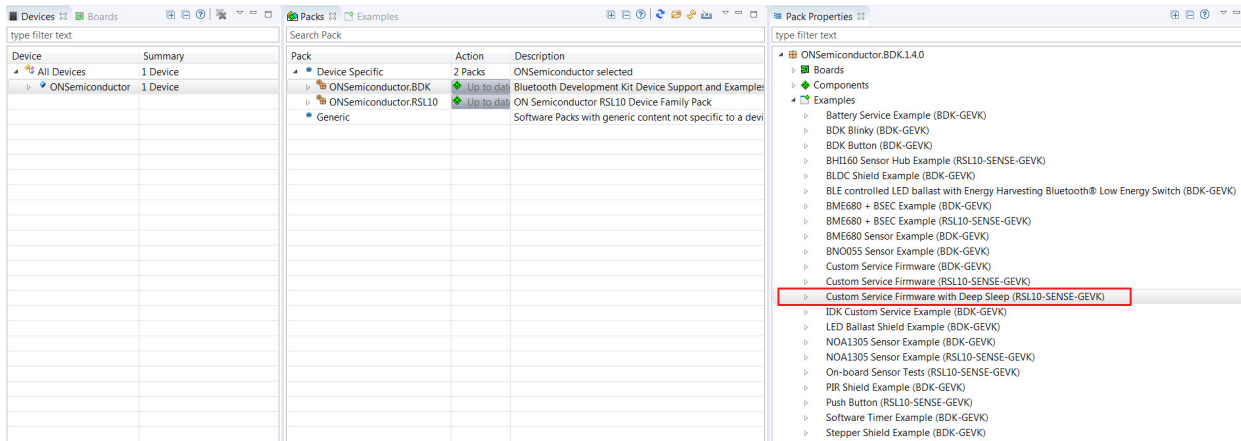 Devices
Boards
type filter text
Device Summary
All Devices 1 Device
ONSemiconductor 1 Device
Packs
Examples
Search Pack
Pack Action Description
Device Specific 2 Packs ONSemiconductor selected
ONSemiconductor.BDK Up to dat Bluetooth Development Kit Device Support and Examples
ONSemiconductor.RSL10 Up to dat ON Semiconductor RSL10 Device Family Pack
Generic Software Packs with generic content not specific to a devi
Pack Properties
type filter text
ONSemiconductor.BDK.1.4.0
Boards
Components
Examples
Battery Service Example (BDK-GEVK)
BDK Blinky (BDK-GEVK)
BDK Button (BDK-GEVK)
BHI160 Sensor Hub Example (RSL10-SENSE-GEVK)
BLDC Shield Example (BDK-GEVK)
BLE controlled LED ballast with Energy Harvesting Bluetooth® Low Energy Switch (BDK-GEVK)
BME680 + BSEC Example (BDK-GEVK)
BME680 + BSEC Example (RSL10-SENSE-GEVK)
BME680 Sensor Example (BDK-GEVK)
BNO055 Sensor Example (BDK-GEVK)
Custom Service Firmware (BDK-GEVK)
Custom Service Firmware (RSL10-SENSE-GEVK)
Custom Service Firmware with Deep Sleep (RSL10-SENSE-GEVK)
IDK Custom Service Example (BDK-GEVK)
LED Ballast Shield Example (BDK-GEVK)
NOA1305 Sensor Example (BDK-GEVK)
NOA1305 Sensor Example (RSL10-SENSE-GEVK)
On-board Sensor Tests (RSL10-SENSE-GEVK)
PIR Shield Example (BDK-GEVK)
Push Button (RSL10-SENSE-GEVK)
Software Timer Example (BDK-GEVK)
Stepper Shield Example (BDK-GEVK)